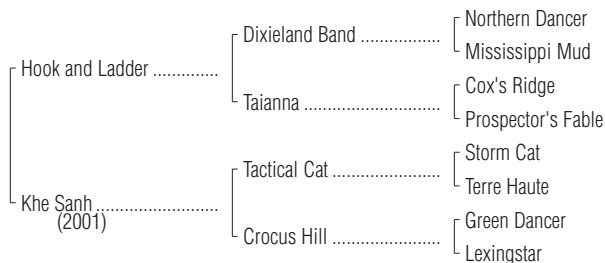 Northern Dancer
Dixieland Band ..................
Mississippi Mud
Hook and Ladder ..............
Cox's Ridge
Taianna ..............................
Prospector's Fable
Storm Cat
Tactical Cat ........................
Terre Haute
Khe Sanh..........................
(2001)
Green Dancer
Crocus Hill ........................
Lexingstar